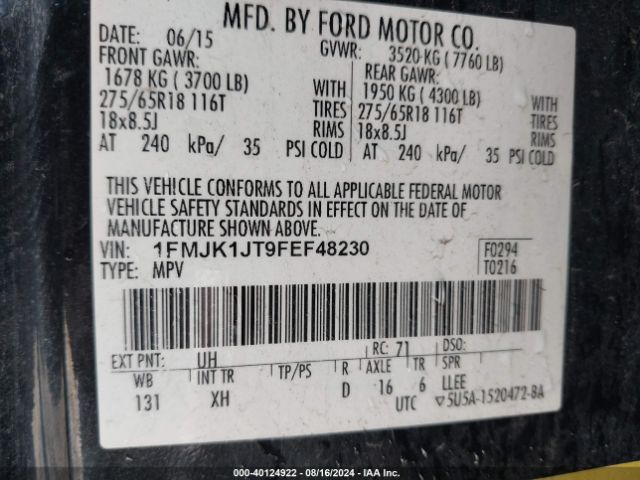 MFD. BY FORD MOTOR CO.
DATE: 06/15 GVWR: 3520 KG ( 7760 LB)
FRONT GAWR: REAR GAWR:
1678 KG ( 3700 LB) WITH 1950 KG ( 4300 LB) WITH
275/65R18 116T TIRES 275/65R18 116T TIRES
18x8.5J RIMS 18x8.5J RIMS
AT 240 kPa/ 35 PSI COLD AT 240 kPa/ 35 PSI COLD
THIS VEHICLE CONFORMS TO ALL APPLICABLE FEDERAL MOTOR
VEHICLE SAFETY STANDARDS IN EFFECT ON THE DATE OF
MANUFACTURE SHOWN ABOVE.
VIN: 1FMJK1JT9FEF48230 F0294
TYPE: MPV T0216
EXT PNT: UH RC: 71 DSO:
WB INT TR TP/PS R AXLE TR SPR
131 XH D 16 6 LLEE
UTC ▽5U5A-1520472-BA
000-40124922 - 08/16/2024 - IAA Inc.